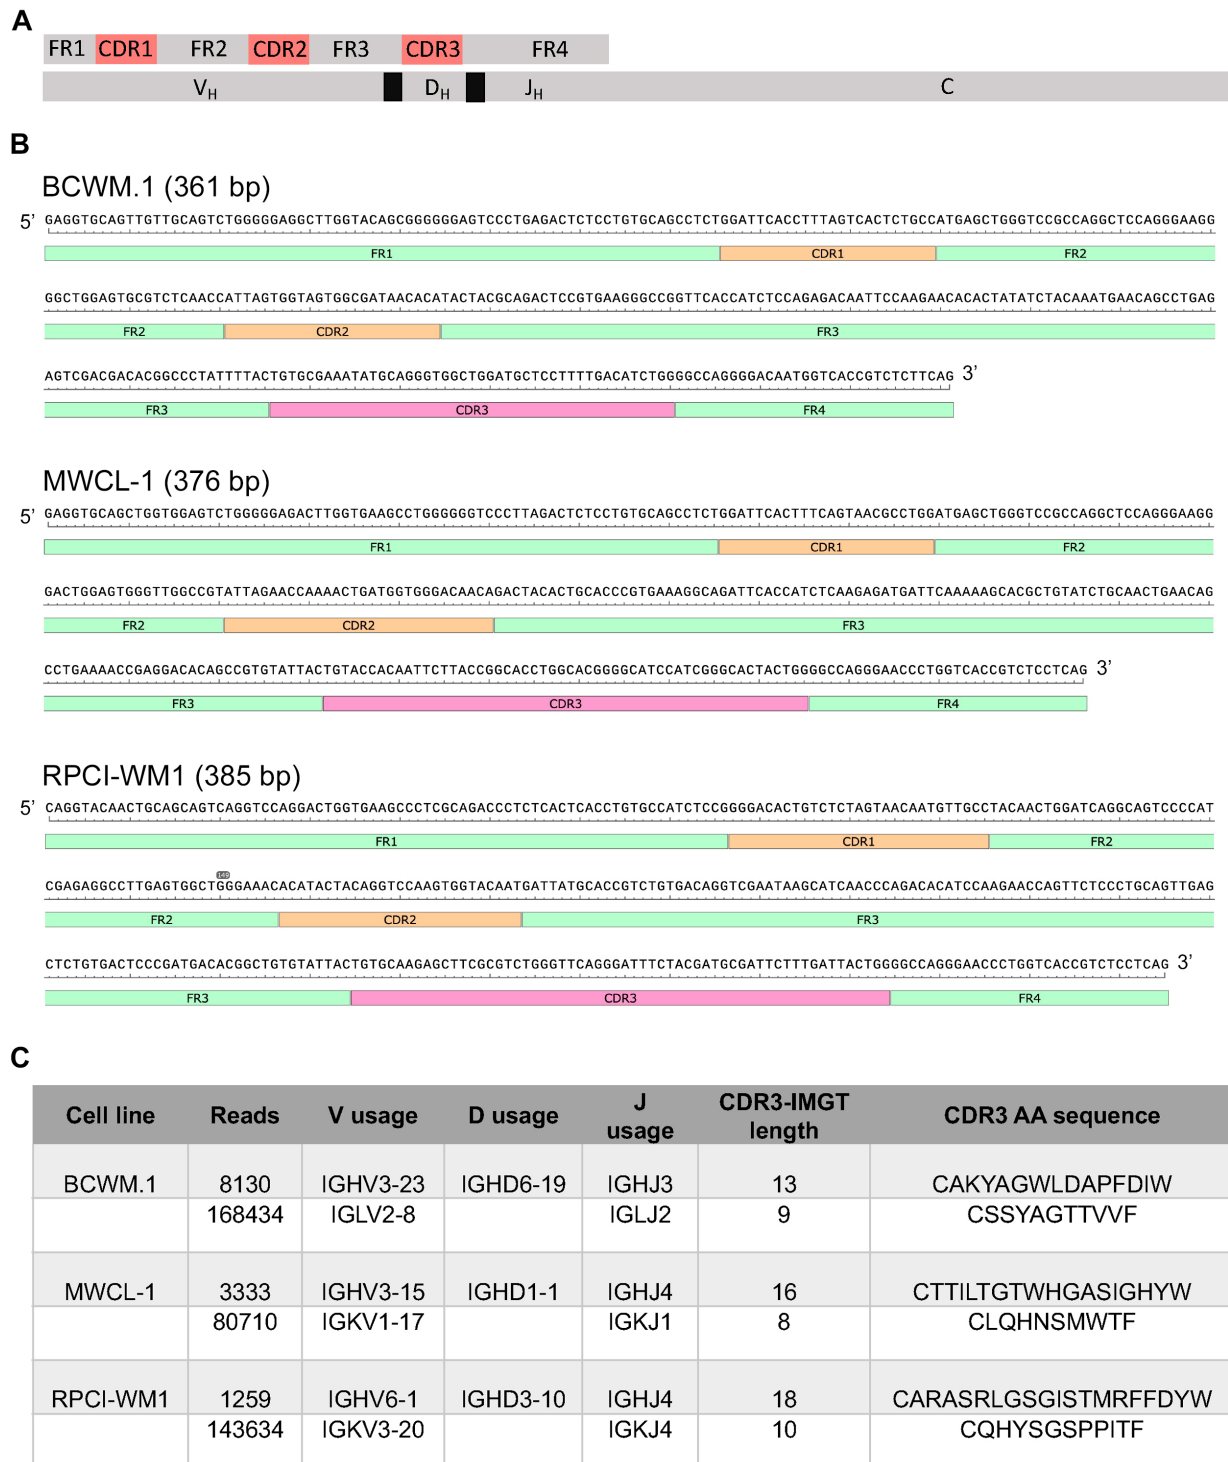 A
FR1 CDR1 FR2 CDR2 FR3 CDR3 FR4
VH DH JH C
B
BCWM.1 (361 bp)
5' GAGGTGCAGTTGTTGCAGTCTGGGGGAGGCTTGGTACAGCGGGGGGAGTCCCTGAGACTCTCCTGTGCAGCCTCTGGATTCACCTTTAGTCACTCTGCCATGAGCTGGGTCCGCCAGGCTCCAGGGAAGG
FR1 CDR1 FR2
GGCTGGAGTGCGTCTCAACCATTAGTGGTAGTGGCGATAACACATACTACGCAGACTCCGTGAAGGGCCGGTTCACCATCTCCAGAGACAATTCCAAGAACACACTATATCTACAAATGAACAGCCTGAG
FR2 CDR2 FR3
AGTCGACGACACGGCCCTATTTTACTGTGCGAAATATGCAGGGTGGCTGGATGCTCCTTTTGACATCTGGGGCCAGGGGACAATGGTCACCGTCTCTTCAG 3'
FR3 CDR3 FR4
MWCL-1 (376 bp)
5' GAGGTGCAGCTGGTGGAGTCTGGGGGAGACTTGGTGAAGCCTGGGGGGTCCCTTAGACTCTCCTGTGCAGCCTCTGGATTCACTTTCAGTAACGCCTGGATGAGCTGGGTCCGCCAGGCTCCAGGGAAGG
FR1 CDR1 FR2
GACTGGAGTGGGTTGGCCGTATTAGAACCAAAACTGATGGTGGGACAACAGACTACACTGCACCCGTGAAAGGCAGATTCACCATCTCAAGAGATGATTCAAAAAGCACGCTGTATCTGCAACTGAACAG
FR2 CDR2 FR3
CCTGAAAACCGAGGACACAGCCGTGTATTACTGTACCACAATTCTTACCGGCACCTGGCACGGGGCATCCATCGGGCACTACTGGGGCCAGGGAACCCTGGTCACCGTCTCCTCAG 3'
FR3 CDR3 FR4
RPCI-WM1 (385 bp)
5' CAGGTACAACTGCAGCAGTCAGGTCCAGGACTGGTGAAGCCCTCGCAGACCCTCTCACTCACCTGTGCCATCTCCGGGGACACTGTCTCTAGTAACAATGTTGCCTACAACTGGATCAGGCAGTCCCCAT
FR1 CDR1 FR2
149
CGAGAGGCCTTGAGTGGCTGGGAAACACATACTACAGGTCCAAGTGGTACAATGATTATGCACCGTCTGTGACAGGTCGAATAAGCATCAACCCAGACACATCCAAGAACCAGTTCTCCCTGCAGTTGAG
FR2 CDR2 FR3
CTCTGTGACTCCCGATGACACGGCTGTGTATTACTGTGCAAGAGCTTCGCGTCTGGGTTCAGGGATTTCTACGATGCGATTCTTTGATTACTGGGGCCAGGGAACCCTGGTCACCGTCTCCTCAG 3'
FR3 CDR3 FR4
C
Cell line Reads V usage D usage J usage CDR3-IMGT length CDR3 AA sequence
BCWM.1 8130 IGHV3-23 IGHD6-19 IGHJ3 13 CAKYAGWLDAPFDIW
168434 IGLV2-8 IGLJ2 9 CSSYAGTTVVF
MWCL-1 3333 IGHV3-15 IGHD1-1 IGHJ4 16 CTTILTGTWHGASIGHYW
80710 IGKV1-17 IGKJ1 8 CLQHNSMWTF
RPCI-WM1 1259 IGHV6-1 IGHD3-10 IGHJ4 18 CARASRLGSGISTMRFFDYW
143634 IGKV3-20 IGKJ4 10 CQHYSGSPPITF